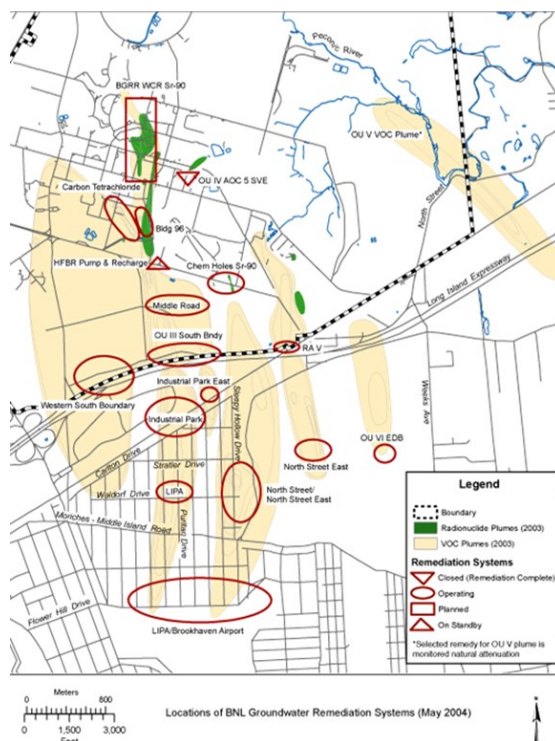 Peconic River
BGRR WCR Sr-90
OU V VOC Plume*
OU IV AOC 5 SVE
Carbon Tetrachloride
North Street
Bldg 96
HFBR Pump & Recharge
Chem Holes Sr-90
Long Island Expressway
Middle Road
OU III South Bndy
RA V
Industrial Park East
Western South Boundary
Sleepy Hollow Drive
Weeks Ave
Industrial Park
OU VI EDB
Carlton Drive
Stratler Drive
North Street East
Waldorf Drive
LIPA
North Street/
North Street East
Moriches - Middle Island Road
Puritan Drive
Flower Hill Drive
LIPA/Brookhaven Airport
Legend
Boundary
Radionuclide Plumes (2003)
VOC Plumes (2003)
Remediation Systems
Closed (Remediation Complete)
Operating
Planned
On Standby
*Selected remedy for OU V plume is
monitored natural attenuation
Meters
0 800
0 1,500 3,000
Feet
Locations of BNL Groundwater Remediation Systems (May 2004)